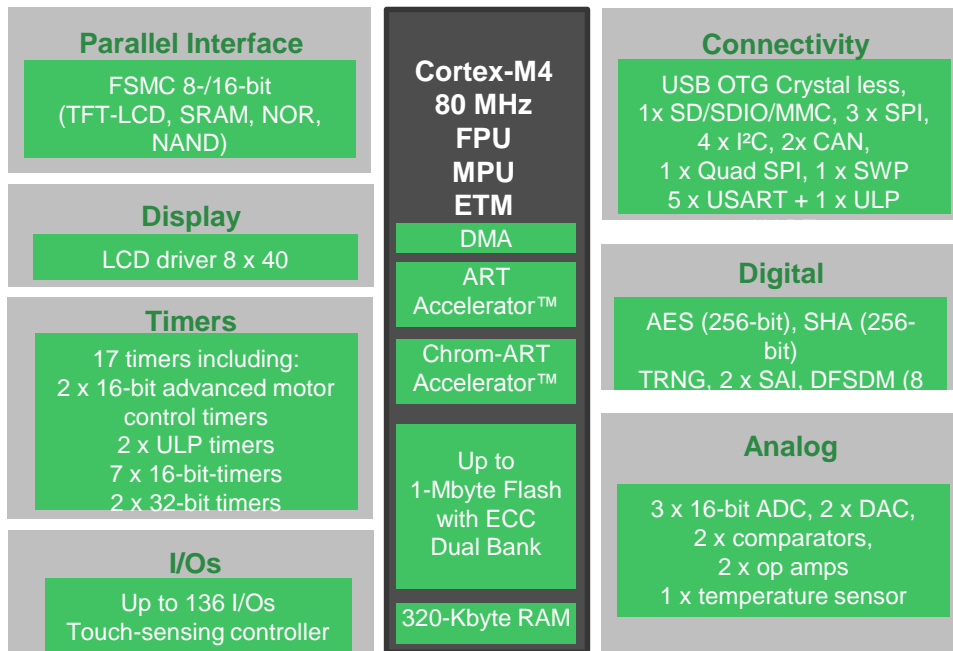 Parallel Interface
FSMC 8-/16-bit
(TFT-LCD, SRAM, NOR,
NAND)
Display
LCD driver 8 x 40
Timers
17 timers including:
2 x 16-bit advanced motor
control timers
2 x ULP timers
7 x 16-bit-timers
2 x 32-bit timers
I/Os
Up to 136 I/Os
Touch-sensing controller
Cortex-M4
80 MHz
FPU
MPU
ETM
DMA
ART
Accelerator™
Chrom-ART
Accelerator™
Up to
1-Mbyte Flash
with ECC
Dual Bank
320-Kbyte RAM
Connectivity
USB OTG Crystal less,
1x SD/SDIO/MMC, 3 x SPI,
4 x I²C, 2x CAN,
1 x Quad SPI, 1 x SWP
5 x USART + 1 x ULP
Digital
AES (256-bit), SHA (256-
bit)
TRNG, 2 x SAI, DFSDM (8
Analog
3 x 16-bit ADC, 2 x DAC,
2 x comparators,
2 x op amps
1 x temperature sensor